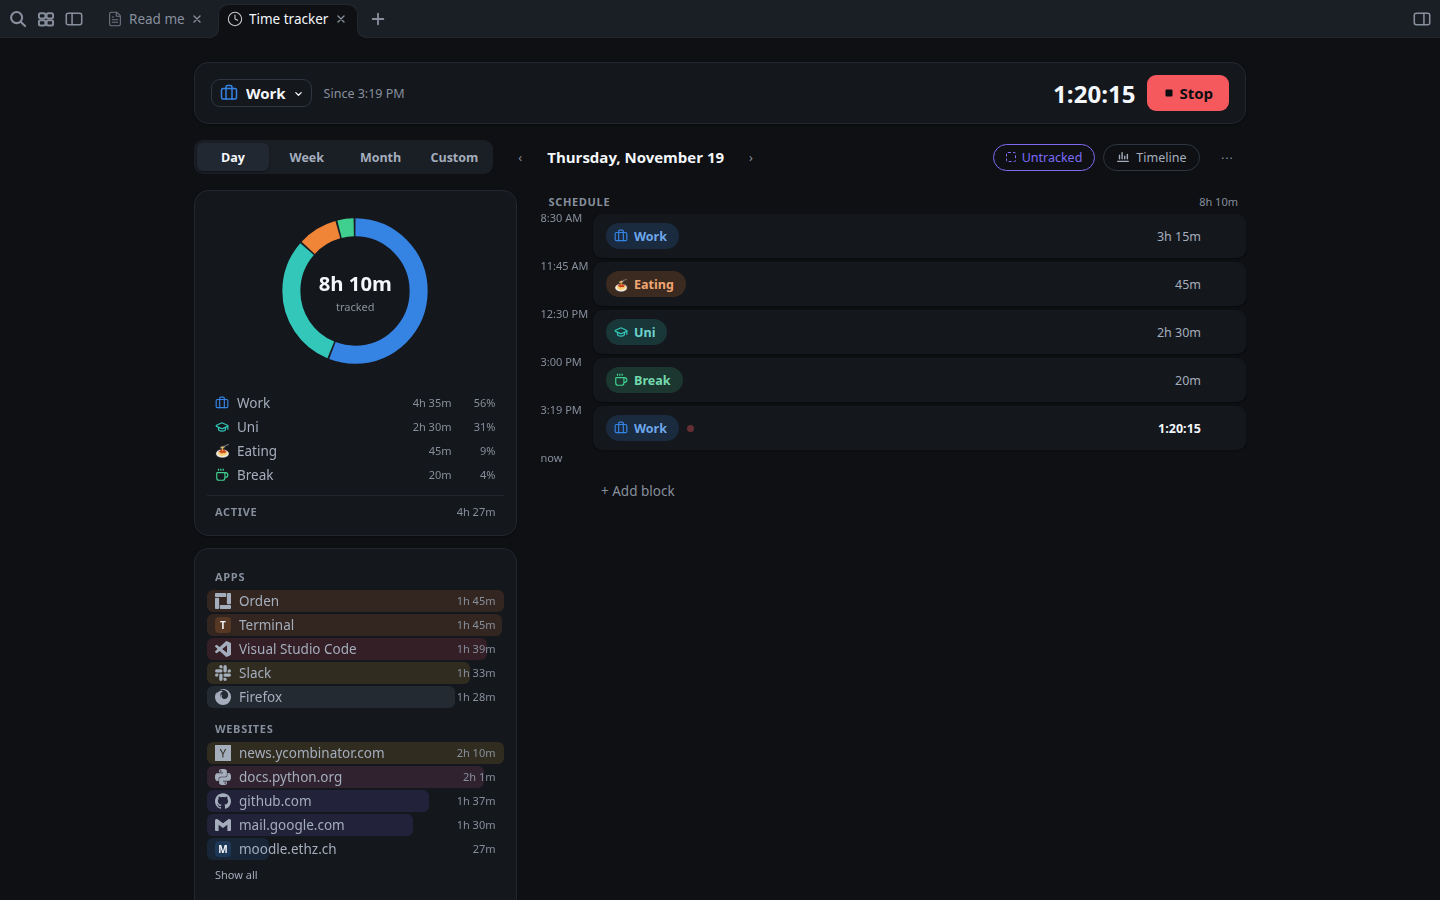 Read me
Time tracker
Work
Since 3:19 PM
1:20:15
Stop
Day
Week
Month
Custom
Thursday, November 19
Untracked
Timeline
8h 10m
tracked
Work 4h 35m 56%
Uni 2h 30m 31%
Eating 45m 9%
Break 20m 4%
ACTIVE 4h 27m
APPS
Orden 1h 45m
T Terminal 1h 45m
Visual Studio Code 1h 39m
Slack 1h 33m
Firefox 1h 28m
WEBSITES
Y news.ycombinator.com 2h 10m
docs.python.org 2h 1m
github.com 1h 37m
mail.google.com 1h 30m
M moodle.ethz.ch 27m
Show all
SCHEDULE 8h 10m
8:30 AM
Work 3h 15m
11:45 AM
Eating 45m
12:30 PM
Uni 2h 30m
3:00 PM
Break 20m
3:19 PM
Work 1:20:15
now
+ Add block